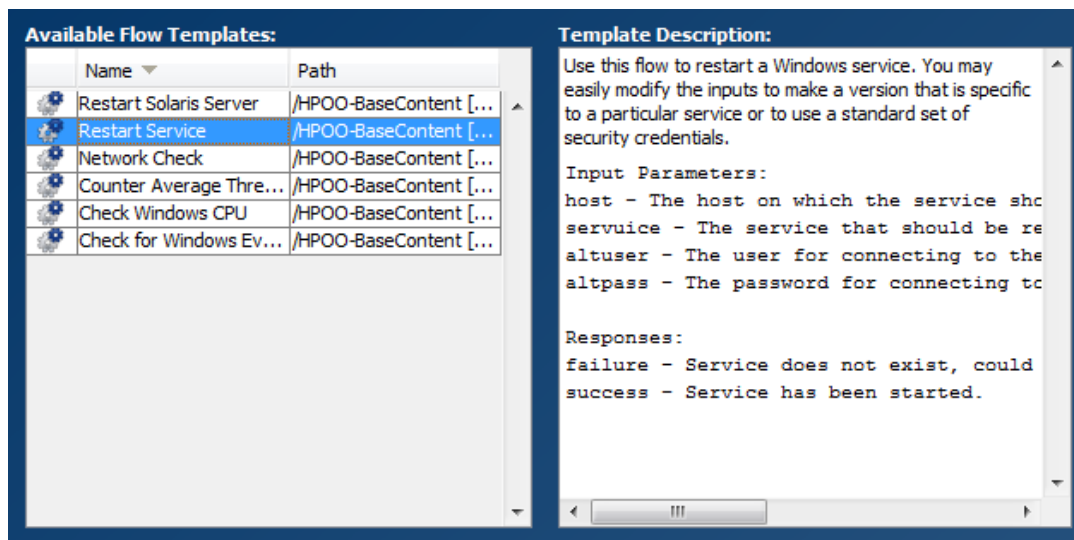 Available Flow Templates:
Name Path
Restart Solaris Server /HPOO-BaseContent [...
Restart Service /HPOO-BaseContent [...
Network Check /HPOO-BaseContent [...
Counter Average Thre... /HPOO-BaseContent [...
Check Windows CPU /HPOO-BaseContent [...
Check for Windows Ev... /HPOO-BaseContent [...
Template Description:
Use this flow to restart a Windows service. You may
easily modify the inputs to make a version that is specific
to a particular service or to use a standard set of
security credentials.
Input Parameters:
host - The host on which the service sho
servuice - The service that should be re
altuser - The user for connecting to the
altpass - The password for connecting to
Responses:
failure - Service does not exist, could
success - Service has been started.